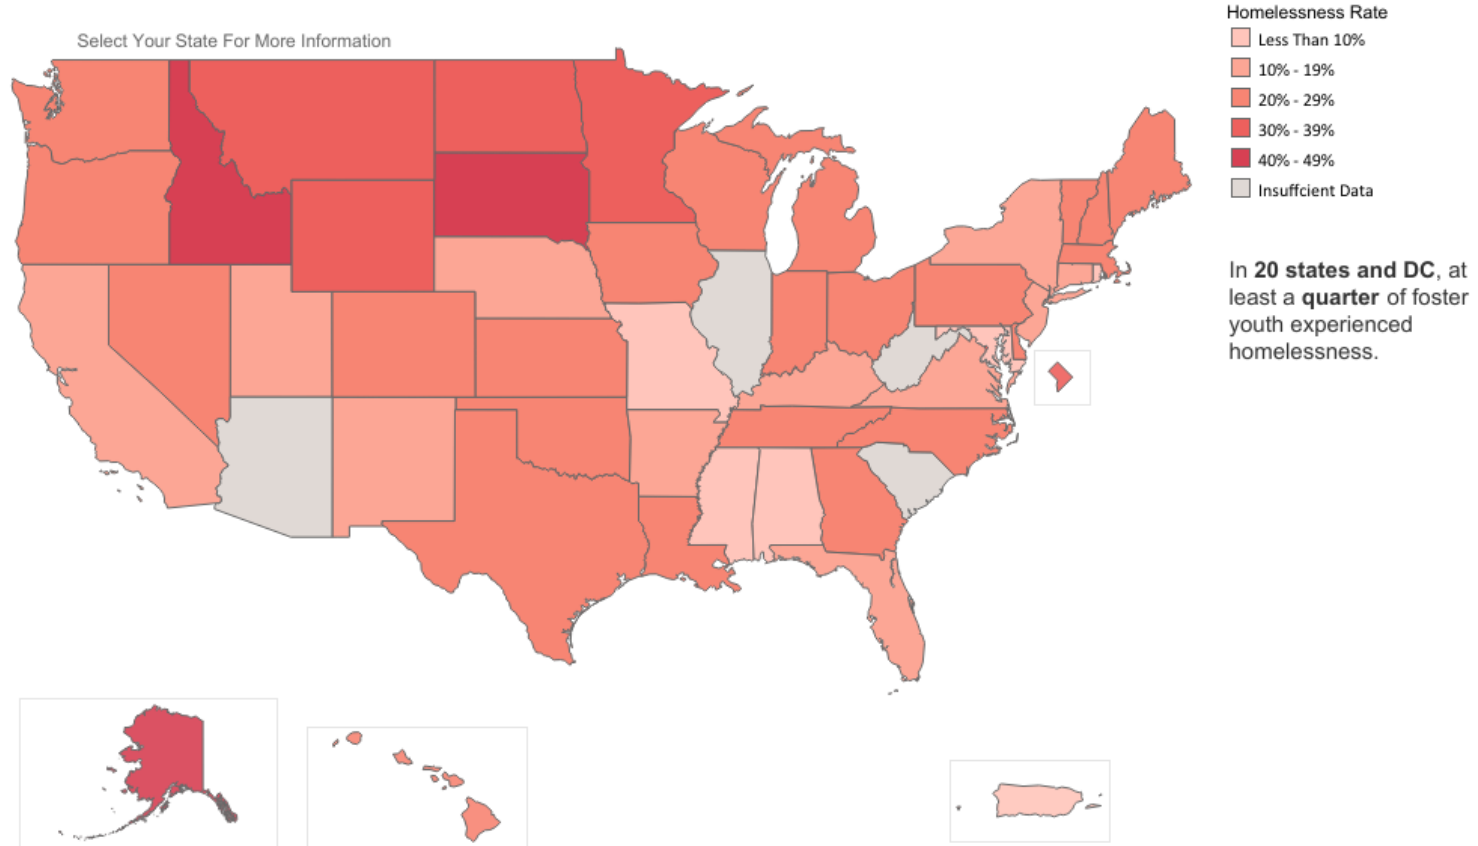 Select Your State For More Information
Homelessness Rate
Less Than 10%
10% - 19%
20% - 29%
30% - 39%
40% - 49%
Insuffcient Data
In 20 states and DC, at
least a quarter of foster
youth experienced
homelessness.